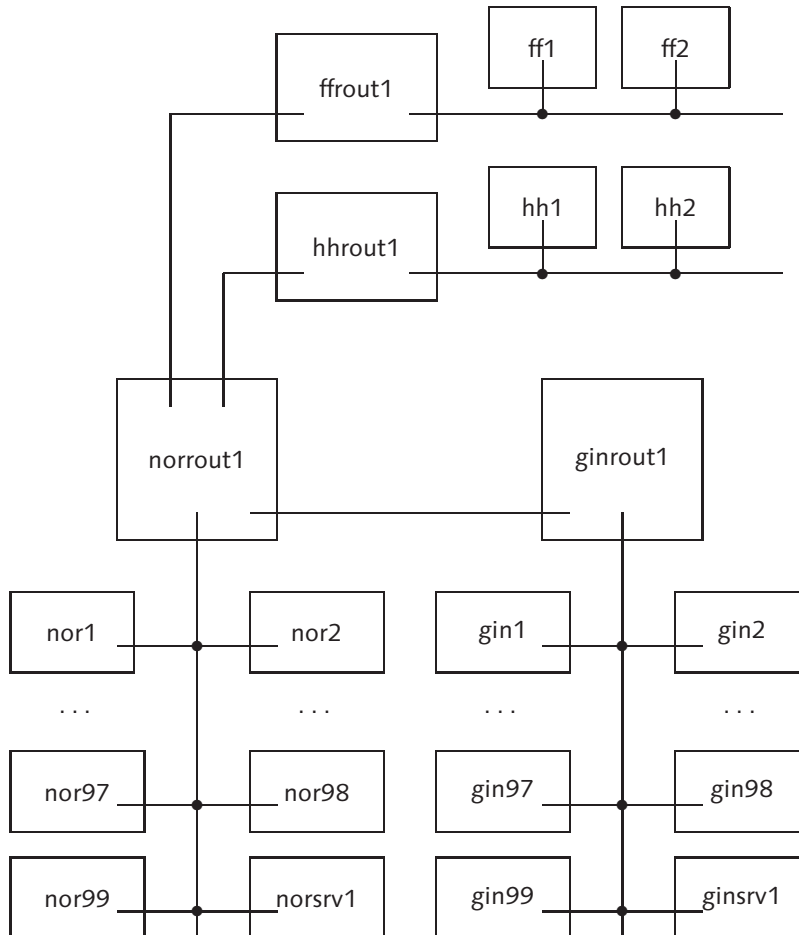 ff1 ff2
ffrout1
hh1 hh2
hhrout1
norrout1 ginrout1
nor1 nor2 gin1 gin2
. . . . . . . . . . . .
nor97 nor98 gin97 gin98
nor99 norsrv1 gin99 ginsrv1